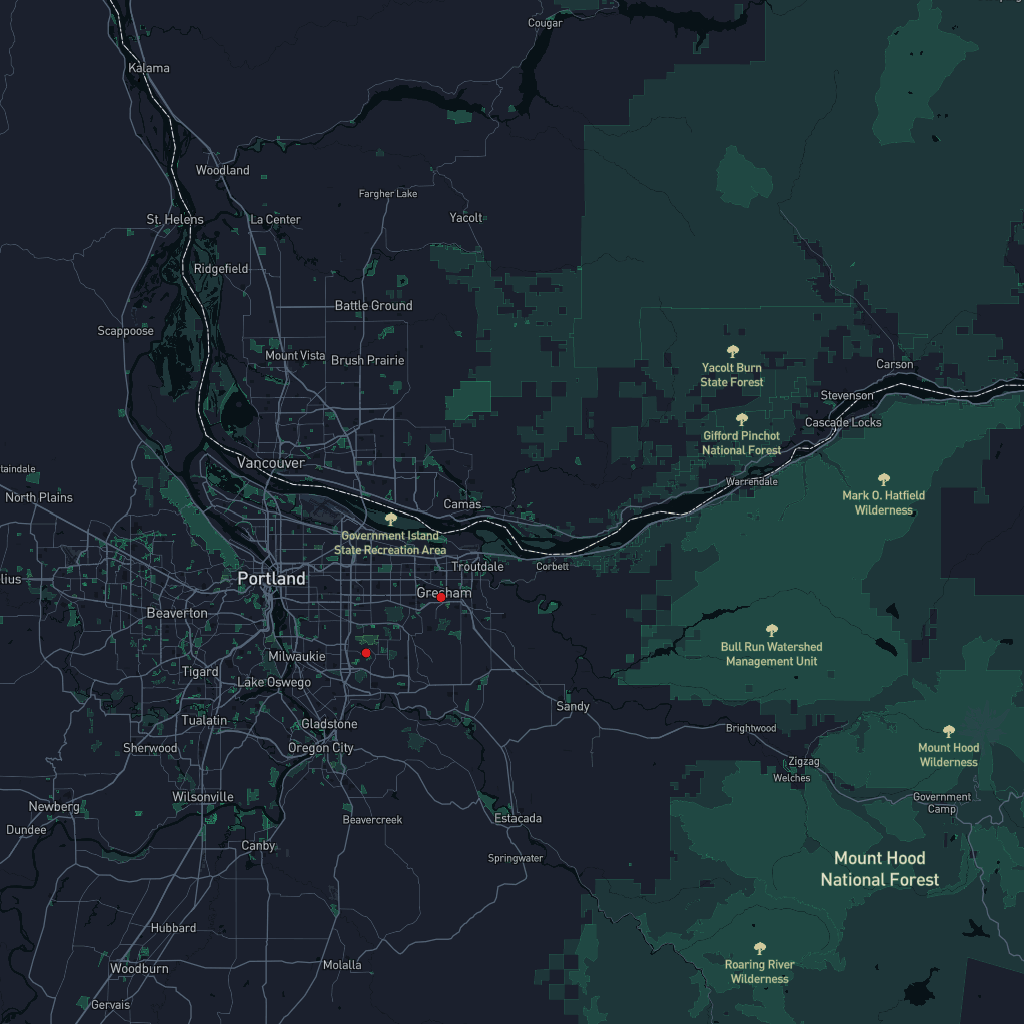 Cougar
Kalama
Woodland
Fargher Lake
St. Helens
La Center
Yacolt
Ridgefield
Battle Ground
Scappoose
Mount Vista
Brush Prairie
Yacolt Burn
State Forest
Carson
Stevenson
Cascade Locks
Gifford Pinchot
National Forest
Vancouver
taindale
North Plains
Warrendale
Mark O. Hatfield
Wilderness
Camas
Government Island
State Recreation Area
Troutdale
Corbett
lius
Portland
Gresham
Beaverton
Milwaukie
Bull Run Watershed
Management Unit
Tigard
Lake Oswego
Sandy
Tualatin
Gladstone
Brightwood
Sherwood
Oregon City
Mount Hood
Wilderness
Zigzag
Welches
Wilsonville
Newberg
Government
Camp
Dundee
Beavercreek
Estacada
Canby
Springwater
Mount Hood
National Forest
Hubbard
Molalla
Woodburn
Roaring River
Wilderness
Gervais